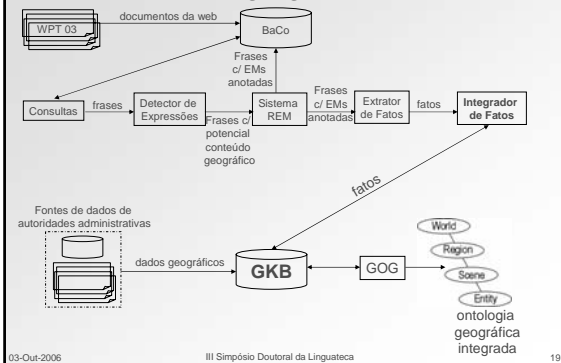 WPT 03
documentos da web
BaCo
Frases
c/ EMs
anotadas
Consultas
frases
Detector de
Expressões
Frases c/
potencial
conteúdo
geográfico
Sistema
REM
Frases
c/ EMs
anotadas
Extrator
de Fatos
fatos
Integrador
de Fatos
fatos
Fontes de dados de
autoridades administrativas
dados geográficos
GKB
GOG
World
Region
Scene
Entity
ontologia
geográfica
integrada
03-Out-2006
III Simpósio Doutoral da Linguateca
19